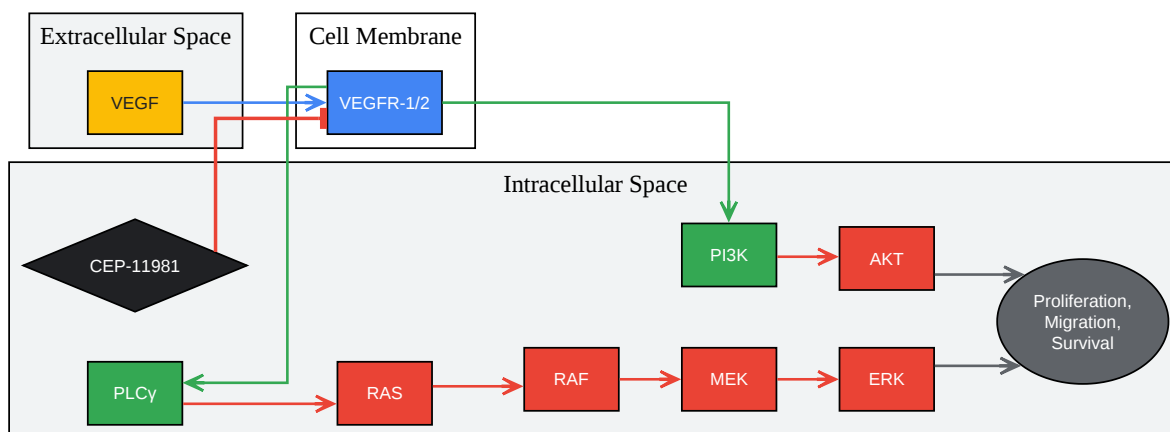 Extracellular Space
Cell Membrane
VEGF
VEGFR-1/2
Intracellular Space
CEP-11981
PI3K
AKT
Proliferation,
Migration,
Survival
PLCγ
RAS
RAF
MEK
ERK